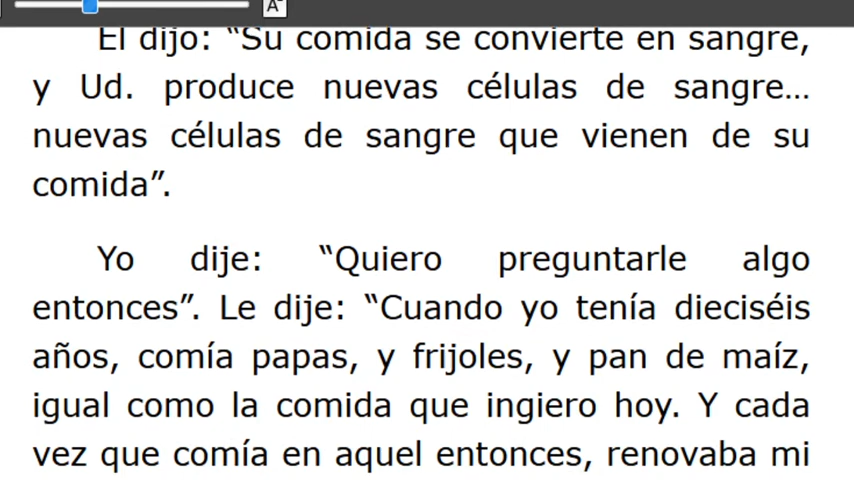 A
El dijo: “Su comida se convierte en sangre,
y Ud. produce nuevas células de sangre...
nuevas células de sangre que vienen de su
comida”.
Yo dije: “Quiero preguntarle algo
entonces”. Le dije: “Cuando yo tenía dieciséis
años, comía papas, y frijoles, y pan de maíz,
igual como la comida que ingiero hoy. Y cada
vez que comía en aquel entonces, renovaba mi